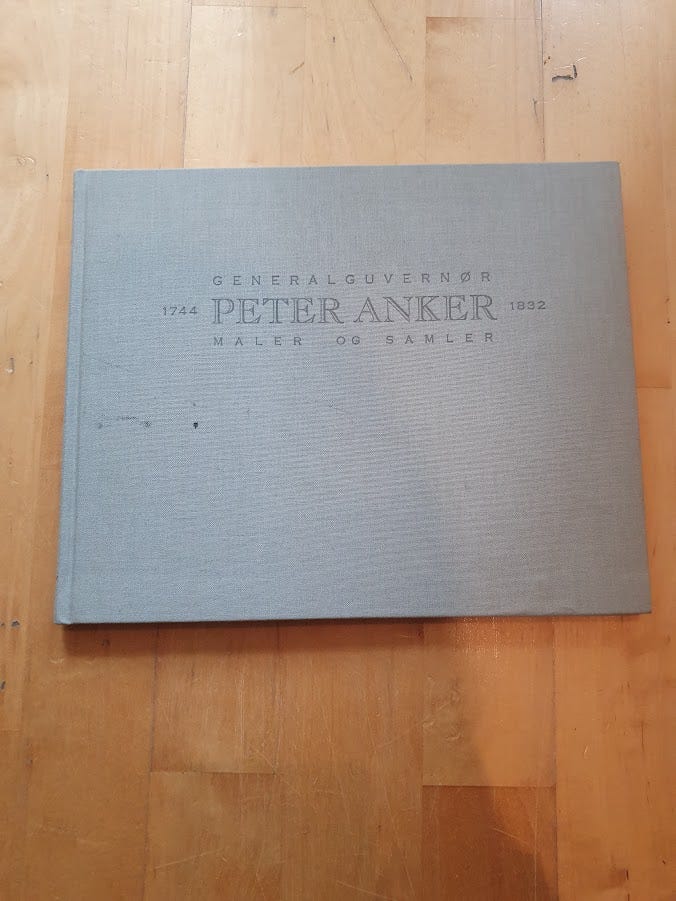 GENERALGUVERNØR
1744 PETER ANKER 1832
MALER OG SAMLER